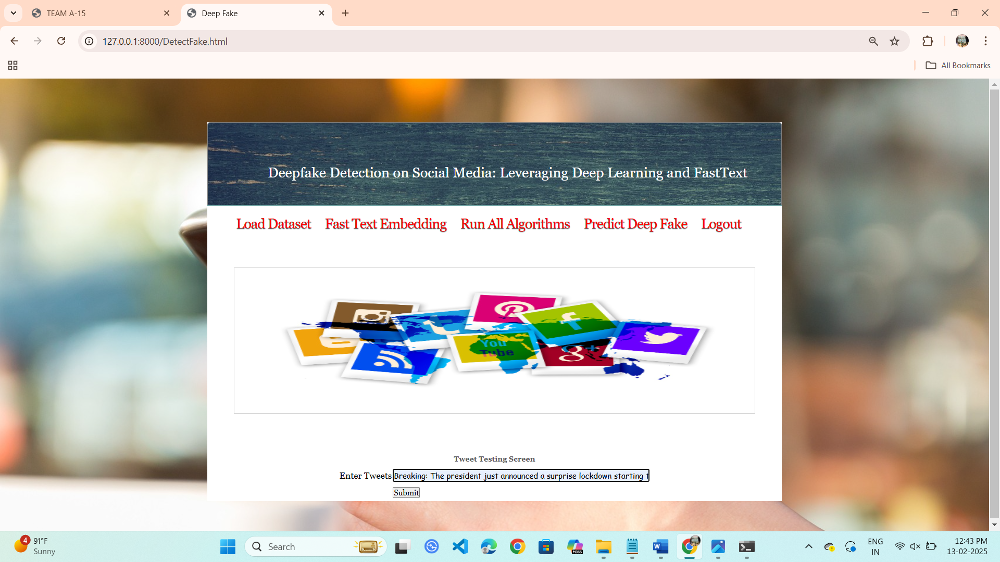 TEAM A-15
Deep Fake
127.0.0.1:8000/DetectFake.html
All Bookmarks
Deepfake Detection on Social Media: Leveraging Deep Learning and FastText
Load Dataset Fast Text Embedding Run All Algorithms Predict Deep Fake Logout
You
Tube
Tweet Testing Screen
Enter Tweets Breaking: The president just announced a surprise lockdown starting t
Submit
4
91°F
Sunny
Search
M365
ENG
IN
12:43 PM
13-02-2025